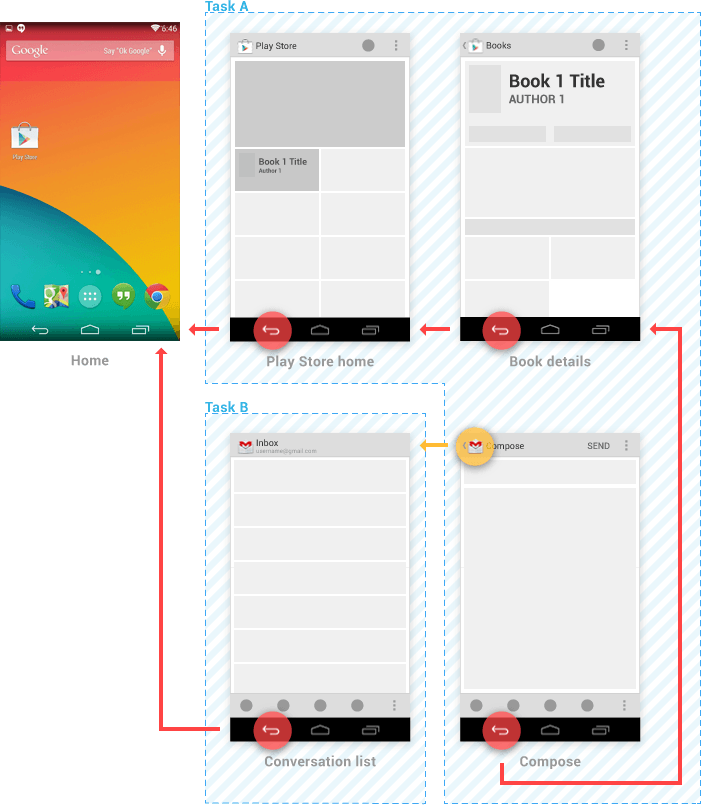 Task A
6:46
Google
Say "Ok Google"
Play Store
Play Store
Book 1 Title
Author 1
Books
Book 1 Title
AUTHOR 1
Home
Play Store home
Book details
Task B
Inbox
username@gmail.com
Compose
SEND
Conversation list
Compose